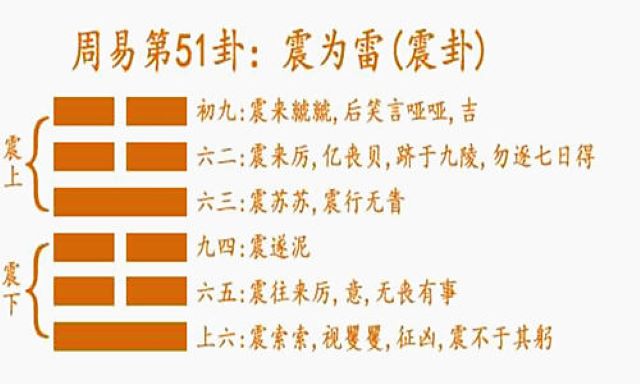 周易第51卦：震为雷(震卦)
震上
初九:震来虩虩,后笑言哑哑,吉
六二:震来厉,亿丧贝,跻于九陵,勿逐七日得
六三:震苏苏,震行无眚
震下
九四:震遂泥
六五:震往来厉,意,无丧有事
上六:震索索,视矍矍,征凶,震不于其躬